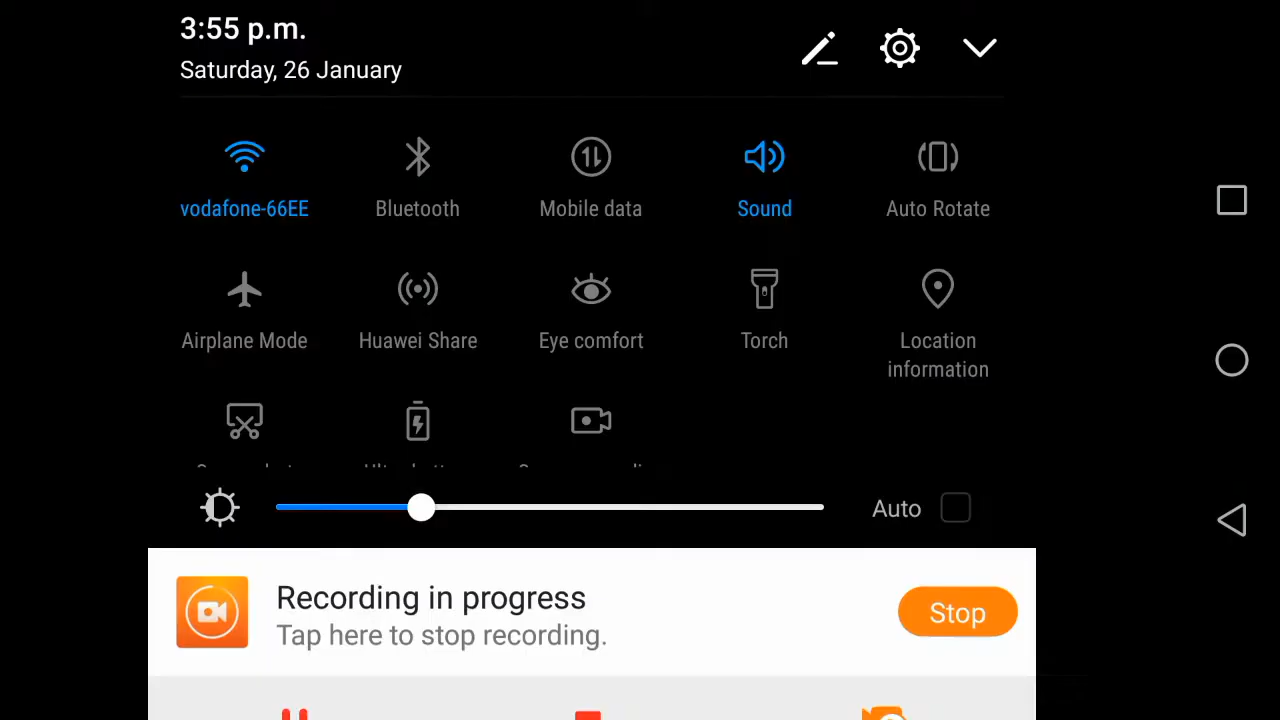 3:55 p.m.
Saturday, 26 January
vodafone-66EE
Bluetooth
Mobile data
Sound
Auto Rotate
Airplane Mode
Huawei Share
Eye comfort
Torch
Location
information
Auto
Recording in progress
Tap here to stop recording.
Stop